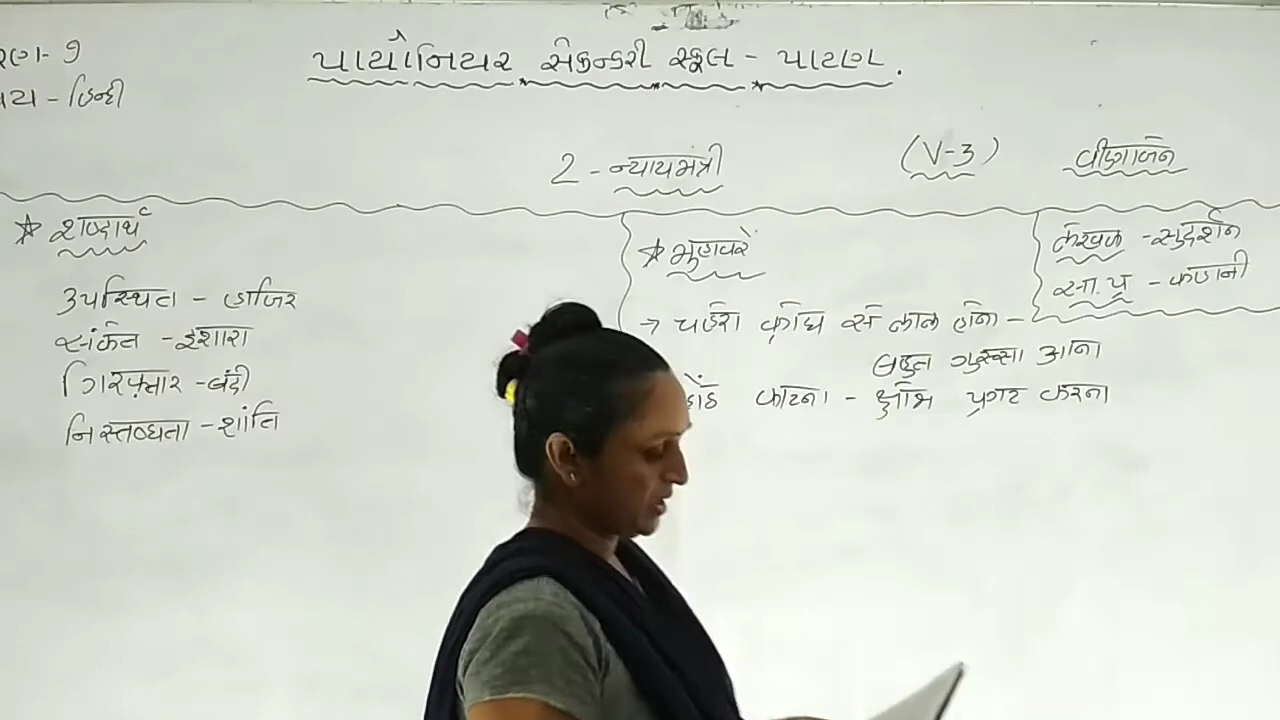 રણ- 9
પાયોનિયર સેકન્ડરી સ્કૂલ - પાટણ.
ષય - હિન્દી
2 - न्यायमंत्री
(V-3)
★ शब्दार्थ
उपस्थित - हाजिर
संकेत - इशारा
गिरफ़्तार - बंदी
निस्तब्धता - शांति
★ मुहावरें
→ चहेरा क्रोध से लाल होना -
बहुत गुस्सा आना
होंठ काटना - क्षोभ प्रगट करना
लेखक - सुदर्शन
सा.प्र - कहानी